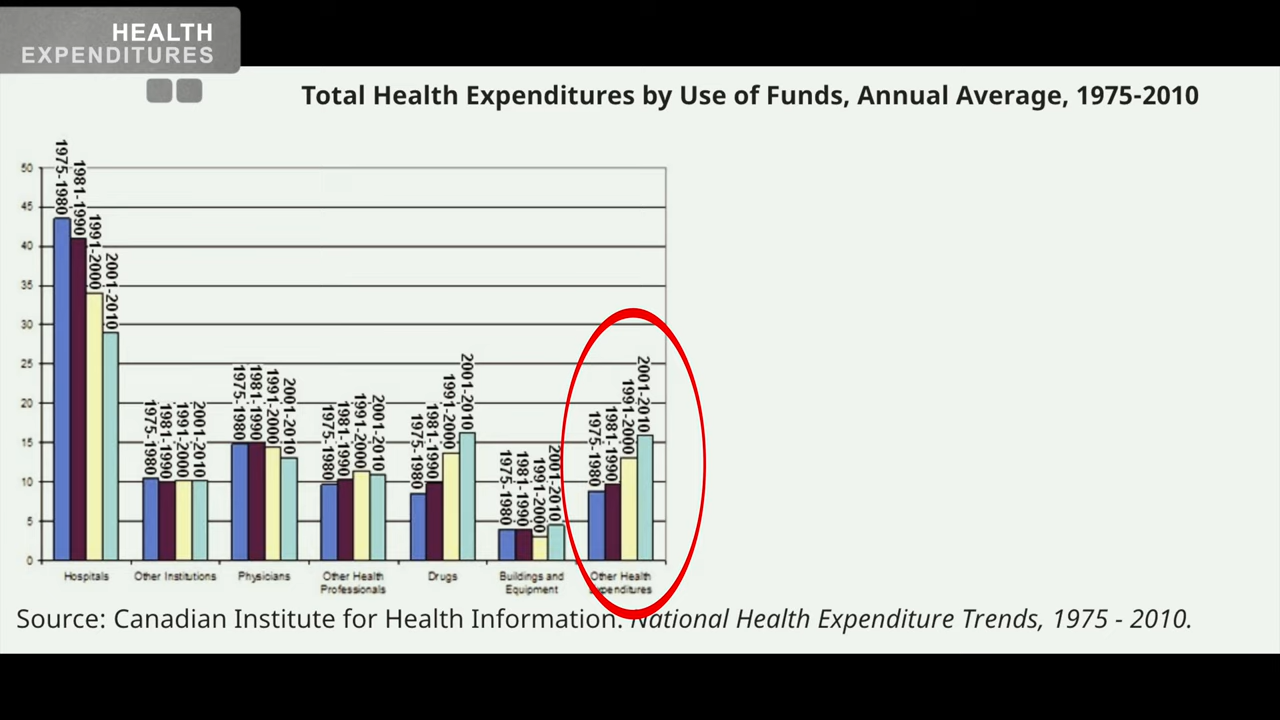 HEALTH
EXPENDITURES
Total Health Expenditures by Use of Funds, Annual Average, 1975-2010
50
45
40
35
30
25
20
15
10
5
0
1975-1980
1981-1990
1991-2000
2001-2010
1975-1980
1981-1990
1991-2000
2001-2010
1975-1980
1981-1990
1991-2000
2001-2010
1975-1980
1981-1990
1991-2000
2001-2010
1975-1980
1981-1990
1991-2000
2001-2010
1975-1980
1981-1990
1991-2000
2001-2010
1975-1980
1981-1990
1991-2000
2001-2010
Hospitals
Other Institutions
Physicians
Other Health
Professionals
Drugs
Buildings and
Equipment
Other Health
Expenditures
Source: Canadian Institute for Health Information. National Health Expenditure Trends, 1975 - 2010.